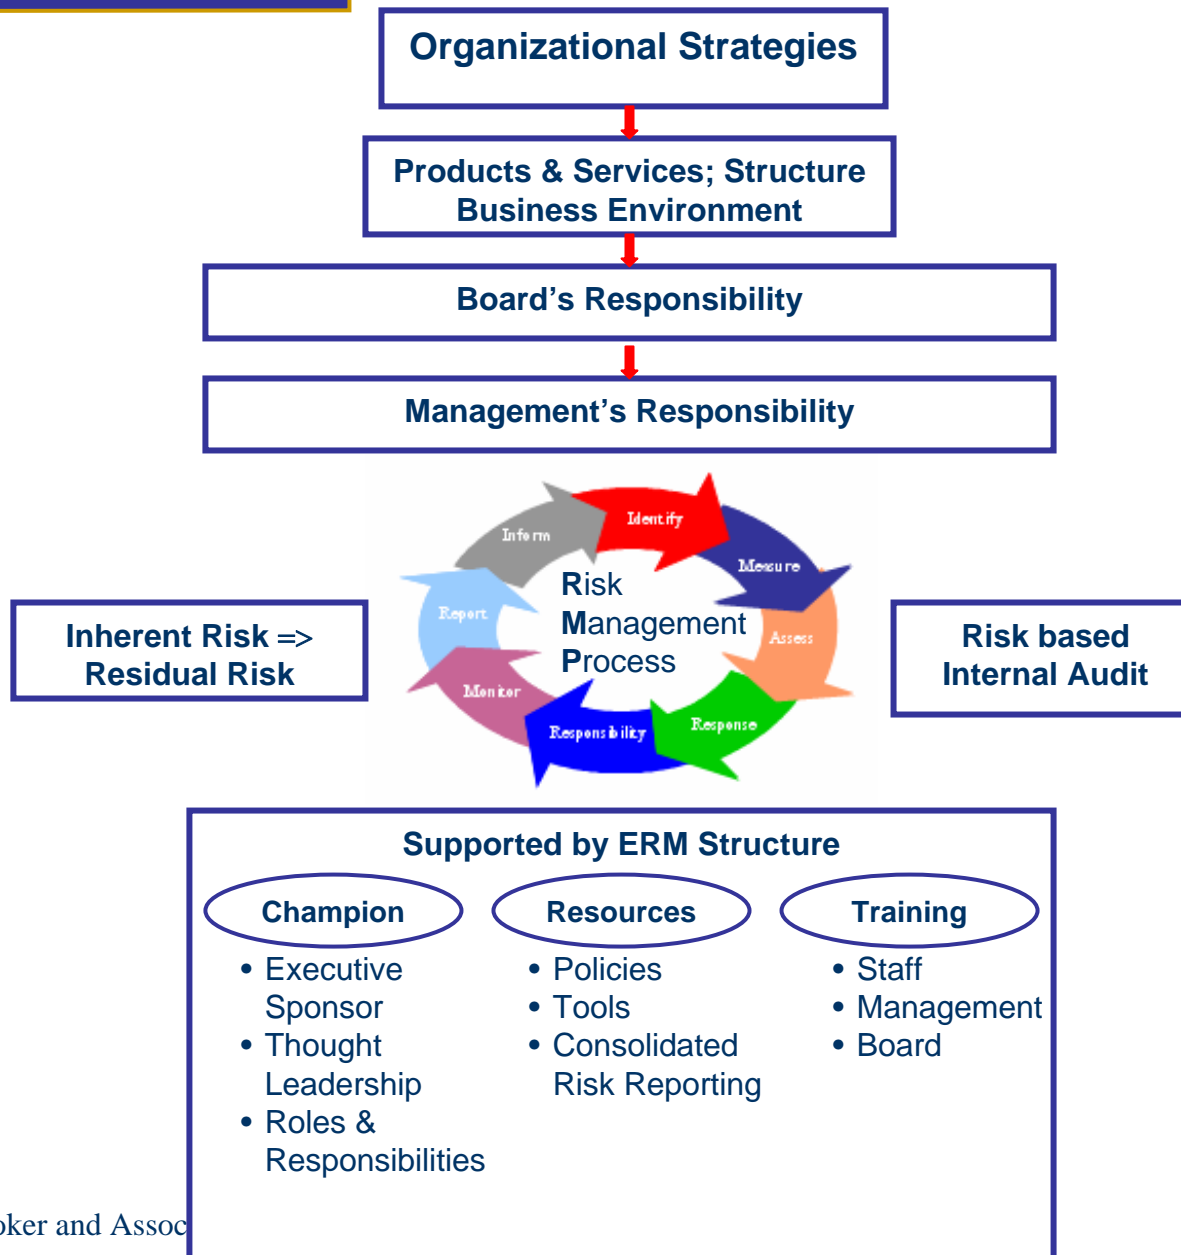 Organizational Strategies
Products & Services; Structure
Business Environment
Board's Responsibility
Management's Responsibility
Identify
Inform
Measure
Risk
Management
Process
Report
Assess
Inherent Risk =>
Residual Risk
Risk based
Internal Audit
Monitor
Response
Responsibility
Supported by ERM Structure
Champion
• Executive
Sponsor
• Thought
Leadership
• Roles &
Responsibilities
Resources
• Policies
• Tools
• Consolidated
Risk Reporting
Training
• Staff
• Management
• Board
oker and Assoc